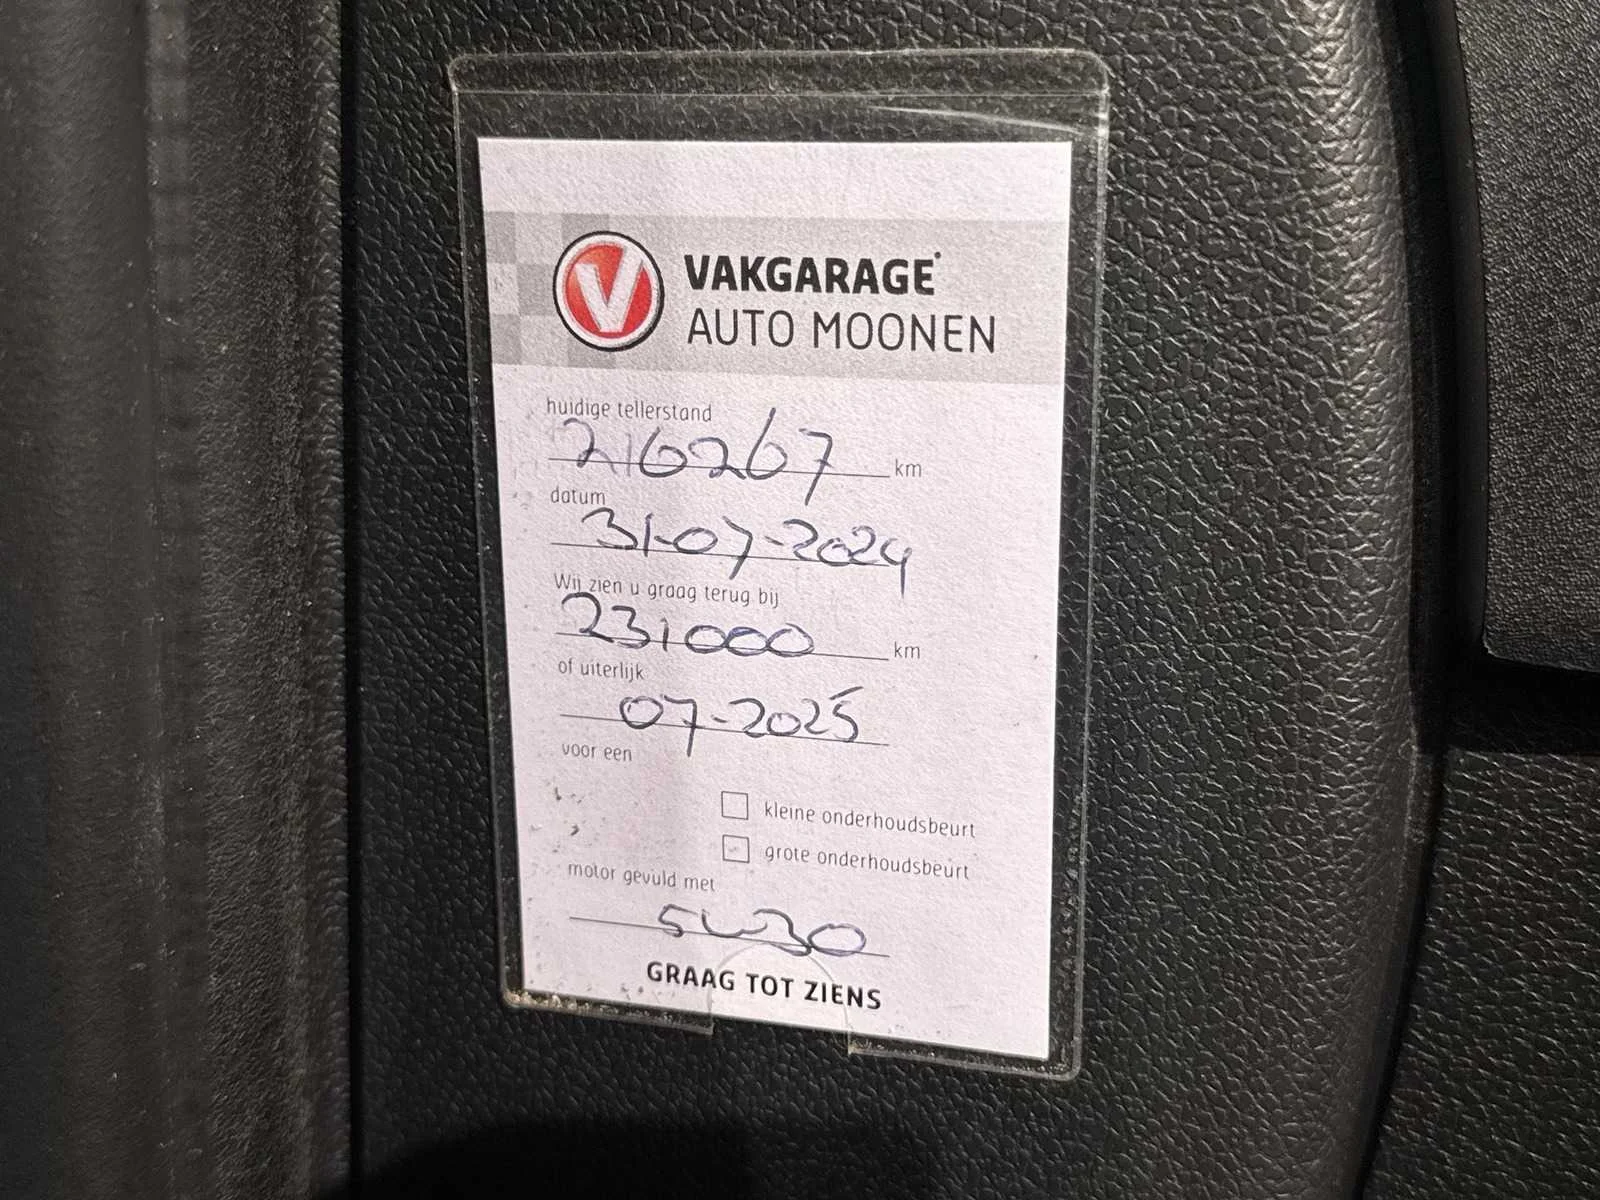 V
VAKGARAGE
AUTO MOONEN
huidige tellerstand
216267 km
datum
31-07-2024
Wij zien u graag terug bij
231000 km
of uiterlijk
07-2025
voor een
kleine onderhoudsbeurt
grote onderhoudsbeurt
motor gevuld met
5W30
GRAAG TOT ZIENS